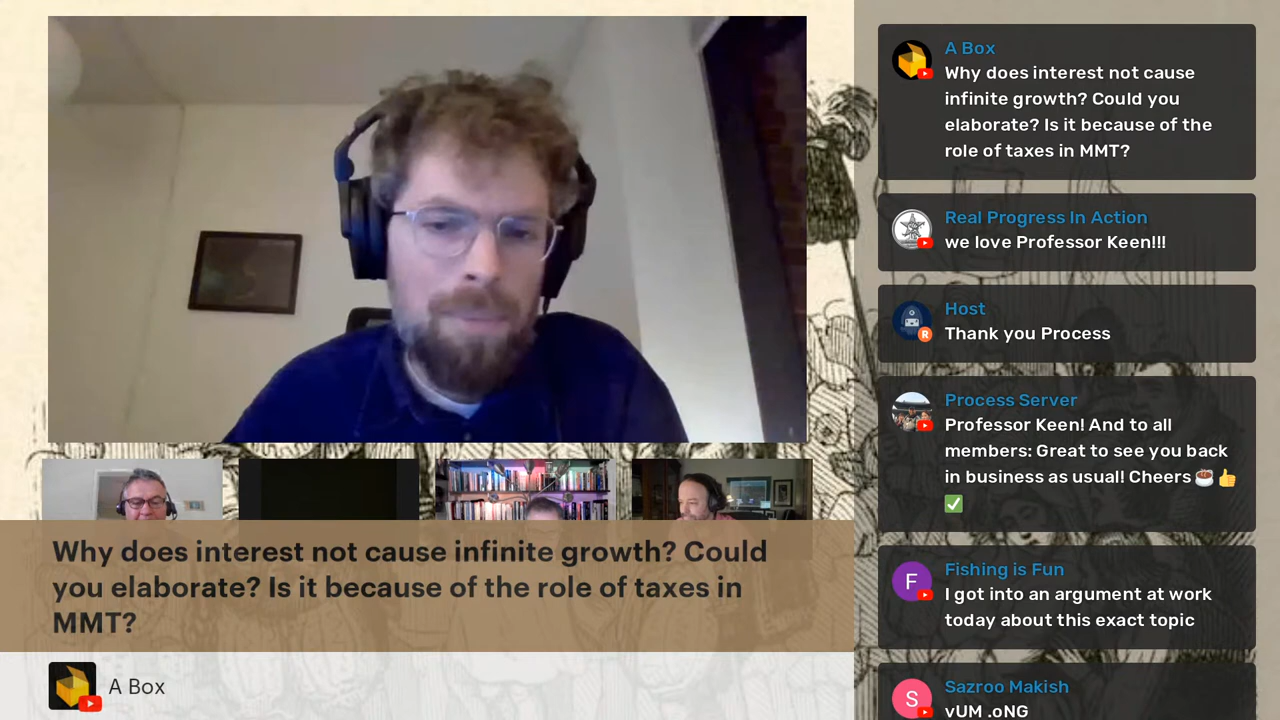 Why does interest not cause infinite growth? Could
you elaborate? Is it because of the role of taxes in
MMT?
A Box
A Box
Why does interest not cause
infinite growth? Could you
elaborate? Is it because of the
role of taxes in MMT?
Real Progress In Action
we love Professor Keen!!!
Host
R
Thank you Process
Process Server
Professor Keen! And to all
members: Great to see you back
in business as usual! Cheers☕👍
✅
Fishing is Fun
F
I got into an argument at work
today about this exact topic
Sazroo Makish
S
vUM .oNG